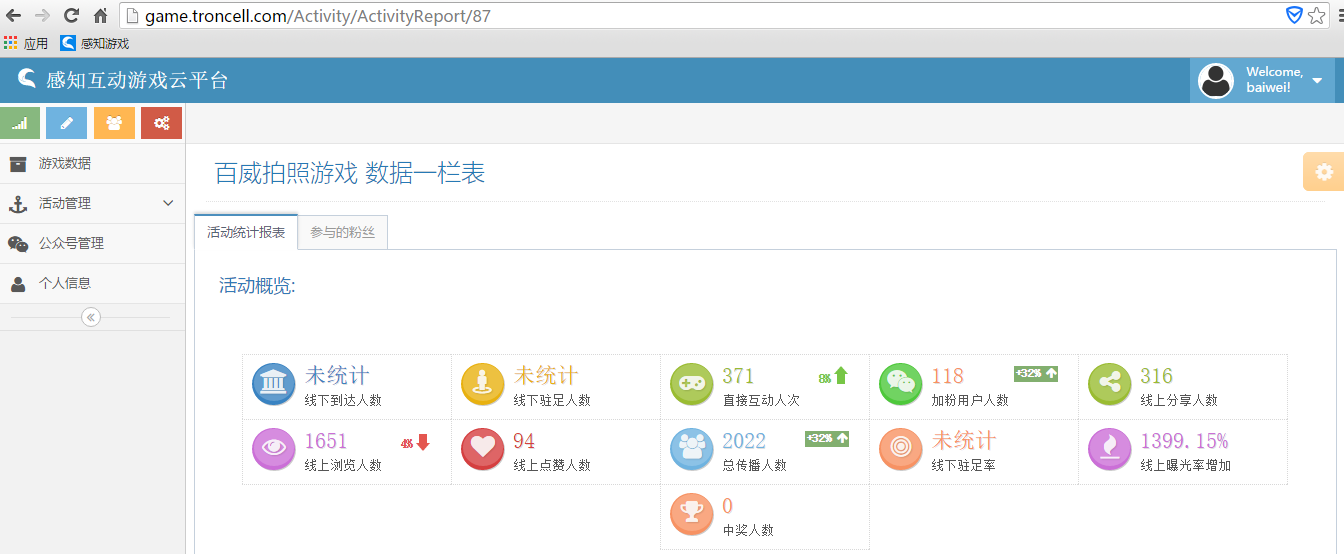 game.troncell.com/Activity/ActivityReport/87
应用 感知游戏
感知互动游戏云平台
Welcome,
baiwei!
游戏数据
活动管理
公众号管理
个人信息
百威拍照游戏 数据一栏表
活动统计报表 参与的粉丝
活动概览:
未统计
线下到达人数
未统计
线下驻足人数
371
8%
直接互动人次
118
+32%
加粉用户人数
316
线上分享人数
1651
4%
线上浏览人数
94
线上点赞人数
2022
+32%
总传播人数
未统计
线下驻足率
1399.15%
线上曝光率增加
0
中奖人数